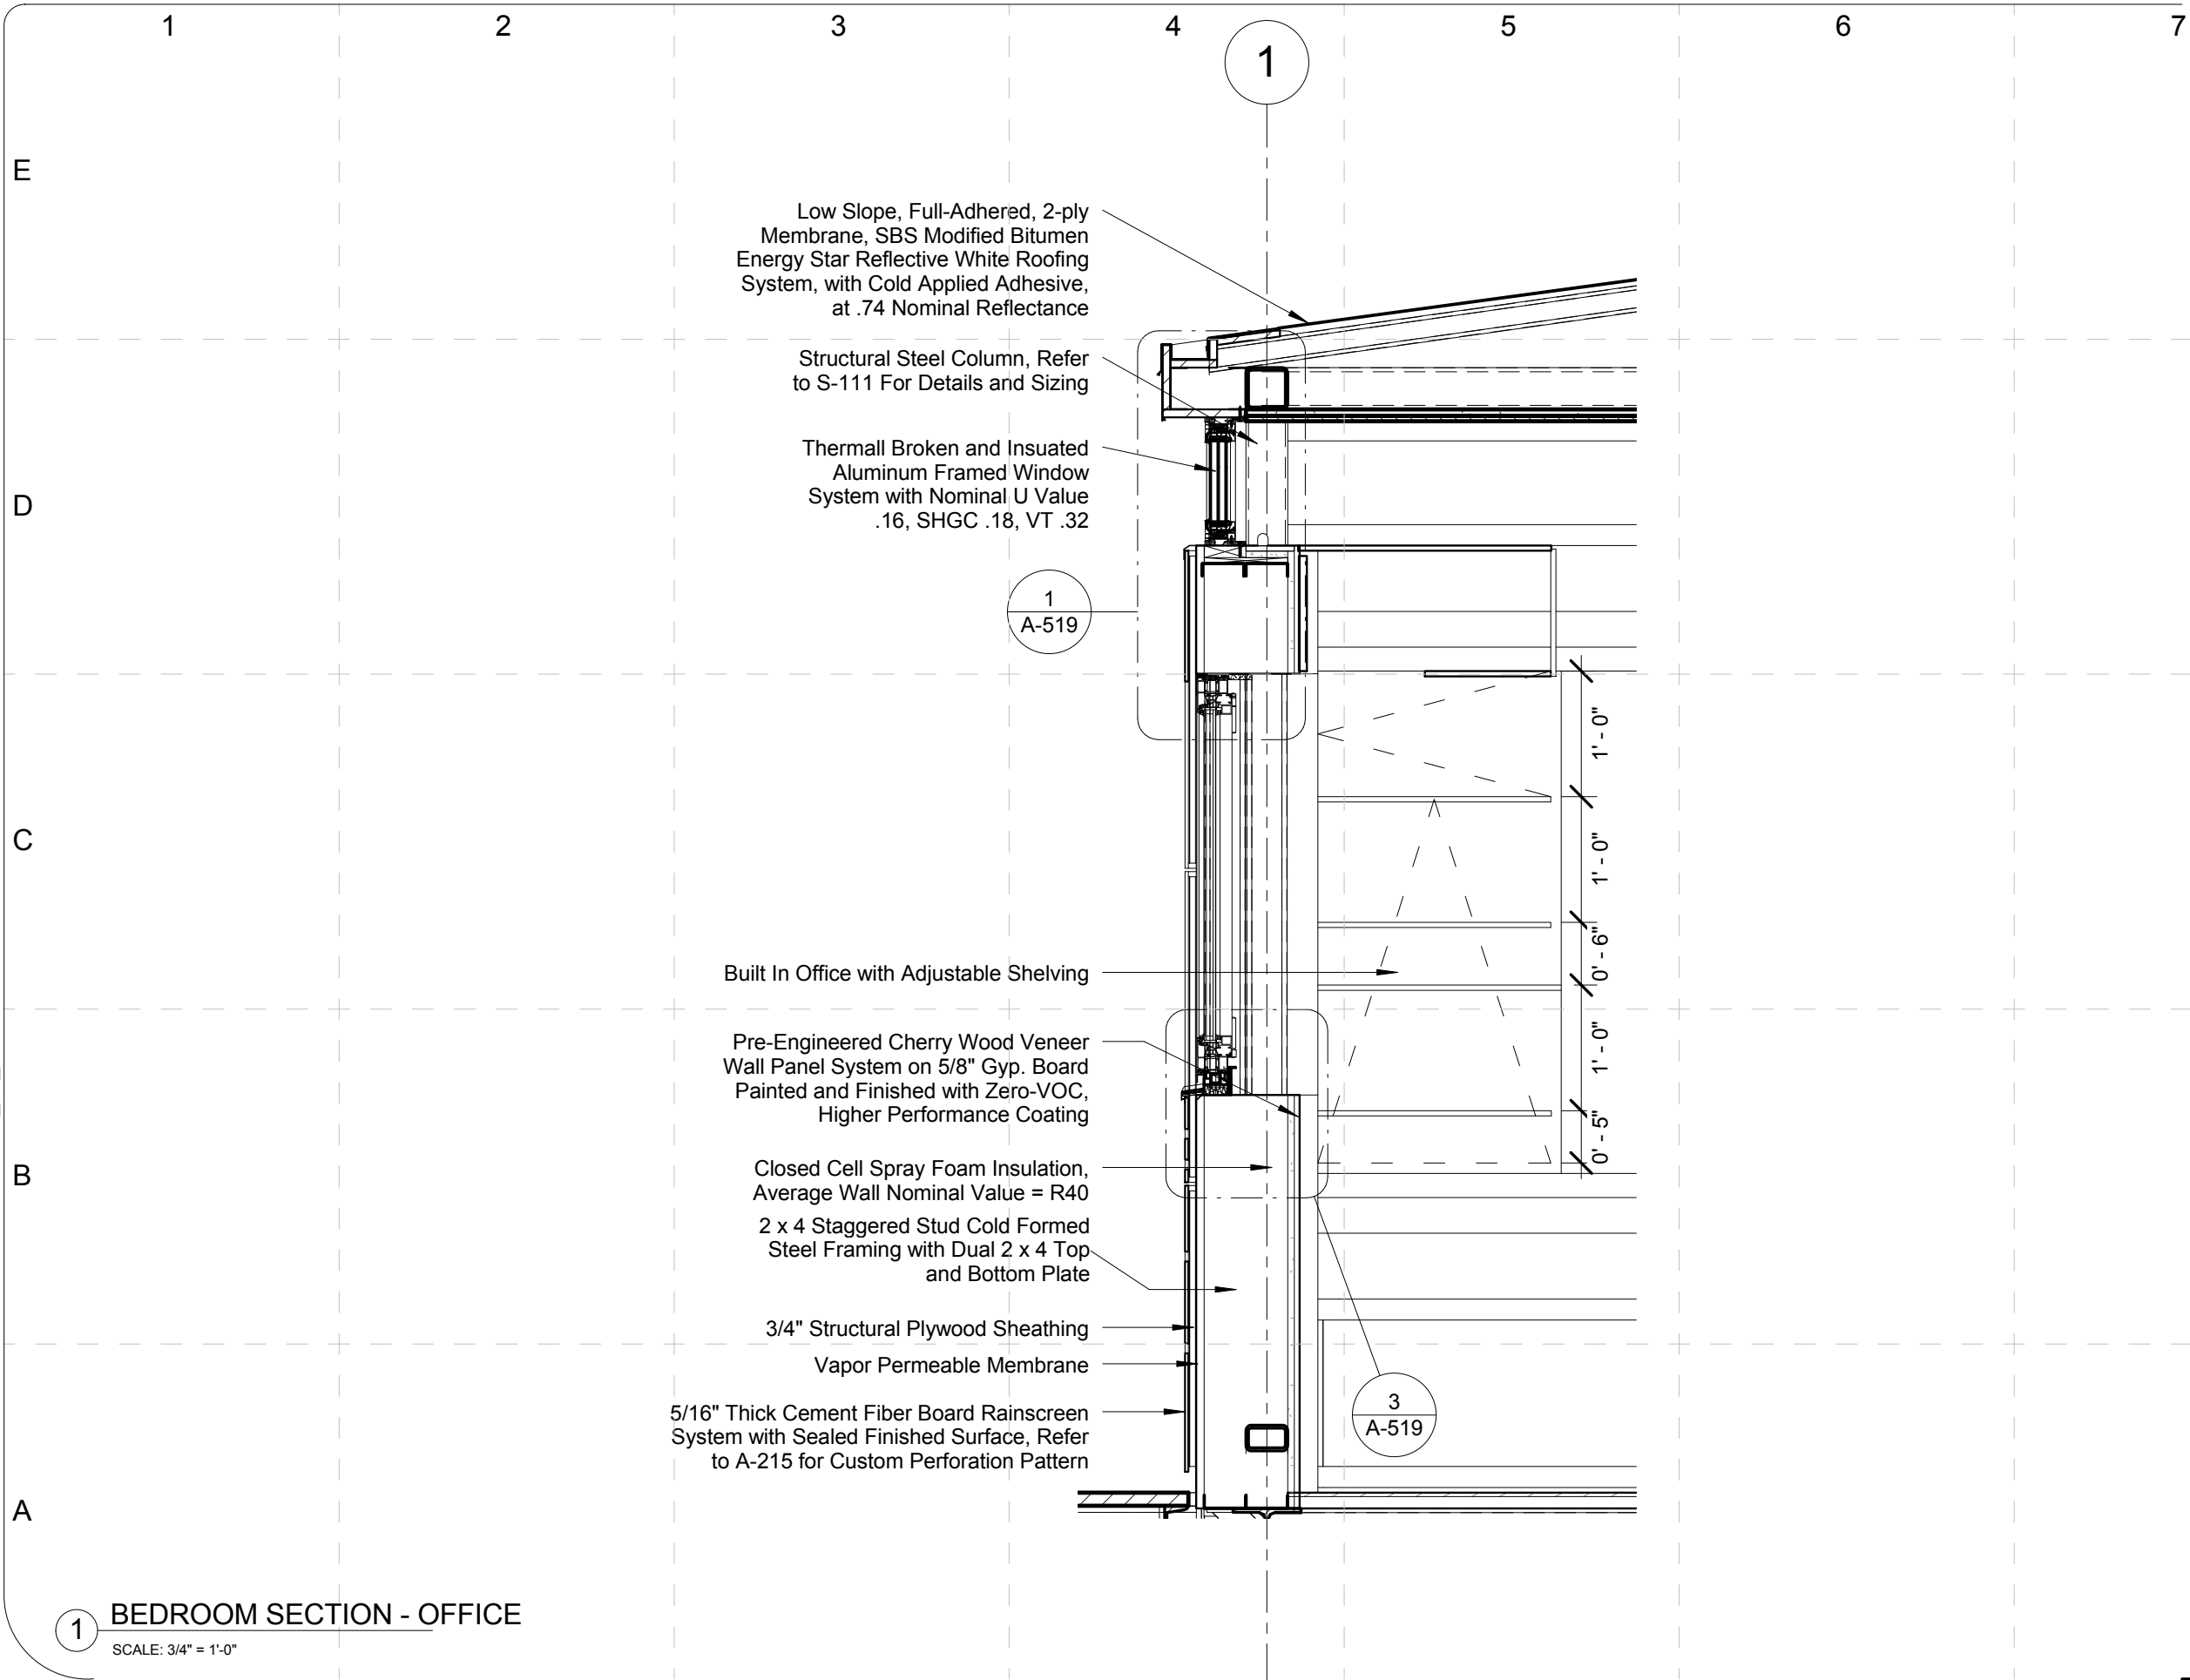 1 2 3 4 5 6 7
1
E
Low Slope, Full-Adhered, 2-ply
Membrane, SBS Modified Bitumen
Energy Star Reflective White Roofing
System, with Cold Applied Adhesive,
at .74 Nominal Reflectance
Structural Steel Column, Refer
to S-111 For Details and Sizing
Thermall Broken and Insuated
Aluminum Framed Window
System with Nominal U Value
.16, SHGC .18, VT .32
D
1
A-519
1' - 0"
C
1' - 0"
0' - 6"
Built In Office with Adjustable Shelving
Pre-Engineered Cherry Wood Veneer
Wall Panel System on 5/8" Gyp. Board
Painted and Finished with Zero-VOC,
Higher Performance Coating
1' - 0"
0' - 5"
B
Closed Cell Spray Foam Insulation,
Average Wall Nominal Value = R40
2 x 4 Staggered Stud Cold Formed
Steel Framing with Dual 2 x 4 Top
and Bottom Plate
3/4" Structural Plywood Sheathing
Vapor Permeable Membrane
5/16" Thick Cement Fiber Board Rainscreen
System with Sealed Finished Surface, Refer
to A-215 for Custom Perforation Pattern
3
A-519
A
1
BEDROOM SECTION - OFFICE
SCALE: 3/4" = 1'-0"